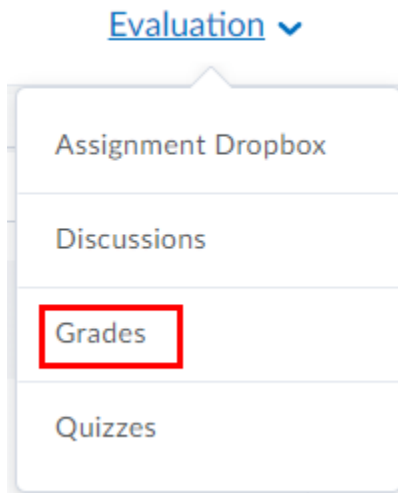 Evaluation
Assignment Dropbox
Discussions
Grades
Quizzes